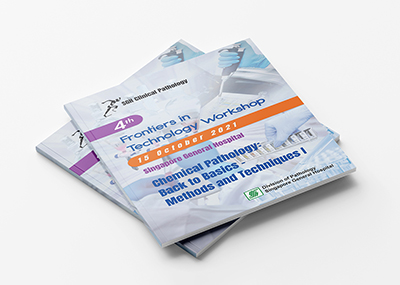 SGH Clinical Pathology
4th
Frontiers in
Technology Workshop
15 October 2021
Singapore General Hospital
Chemical Pathology:
Back to Basics
Methods and Techniques I
Division of Pathology
Singapore General Hospital